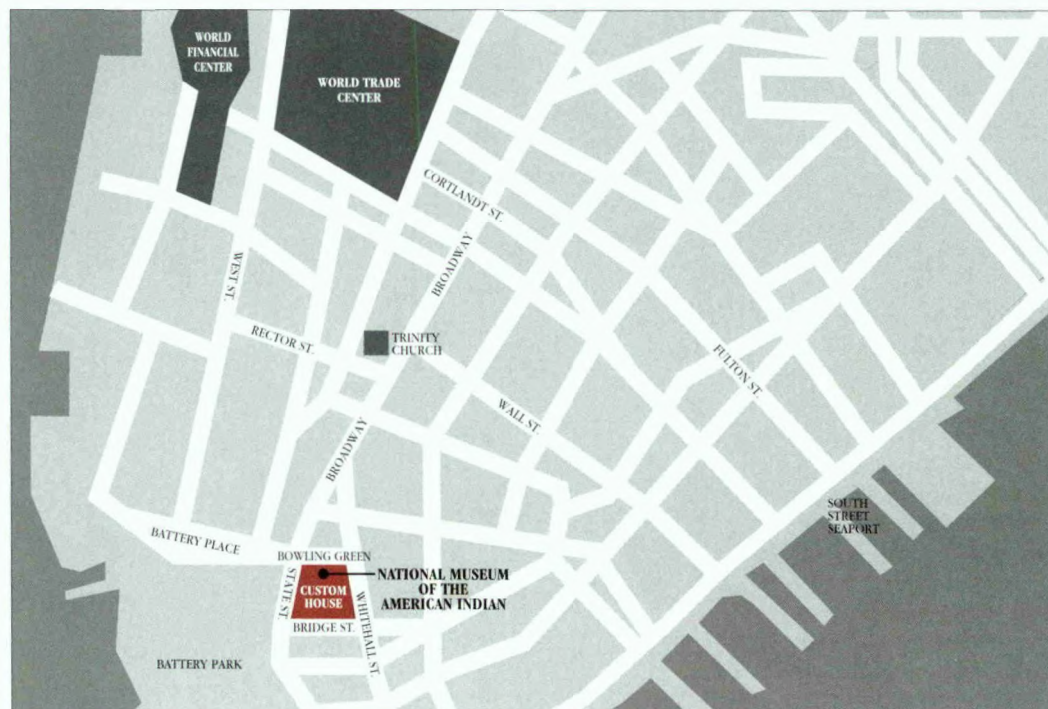 WORLD
FINANCIAL
CENTER
WORLD TRADE
CENTER
CORTLANDT ST.
BROADWAY
WEST ST.
RECTOR ST.
TRINITY
CHURCH
WALL ST.
FULTON ST.
BROADWAY
SOUTH
STREET
SEAPORT
BATTERY PLACE
BOWLING GREEN
STATE ST.
CUSTOM
HOUSE
WHITEHALL ST.
NATIONAL MUSEUM
OF THE
AMERICAN INDIAN
BRIDGE ST.
BATTERY PARK